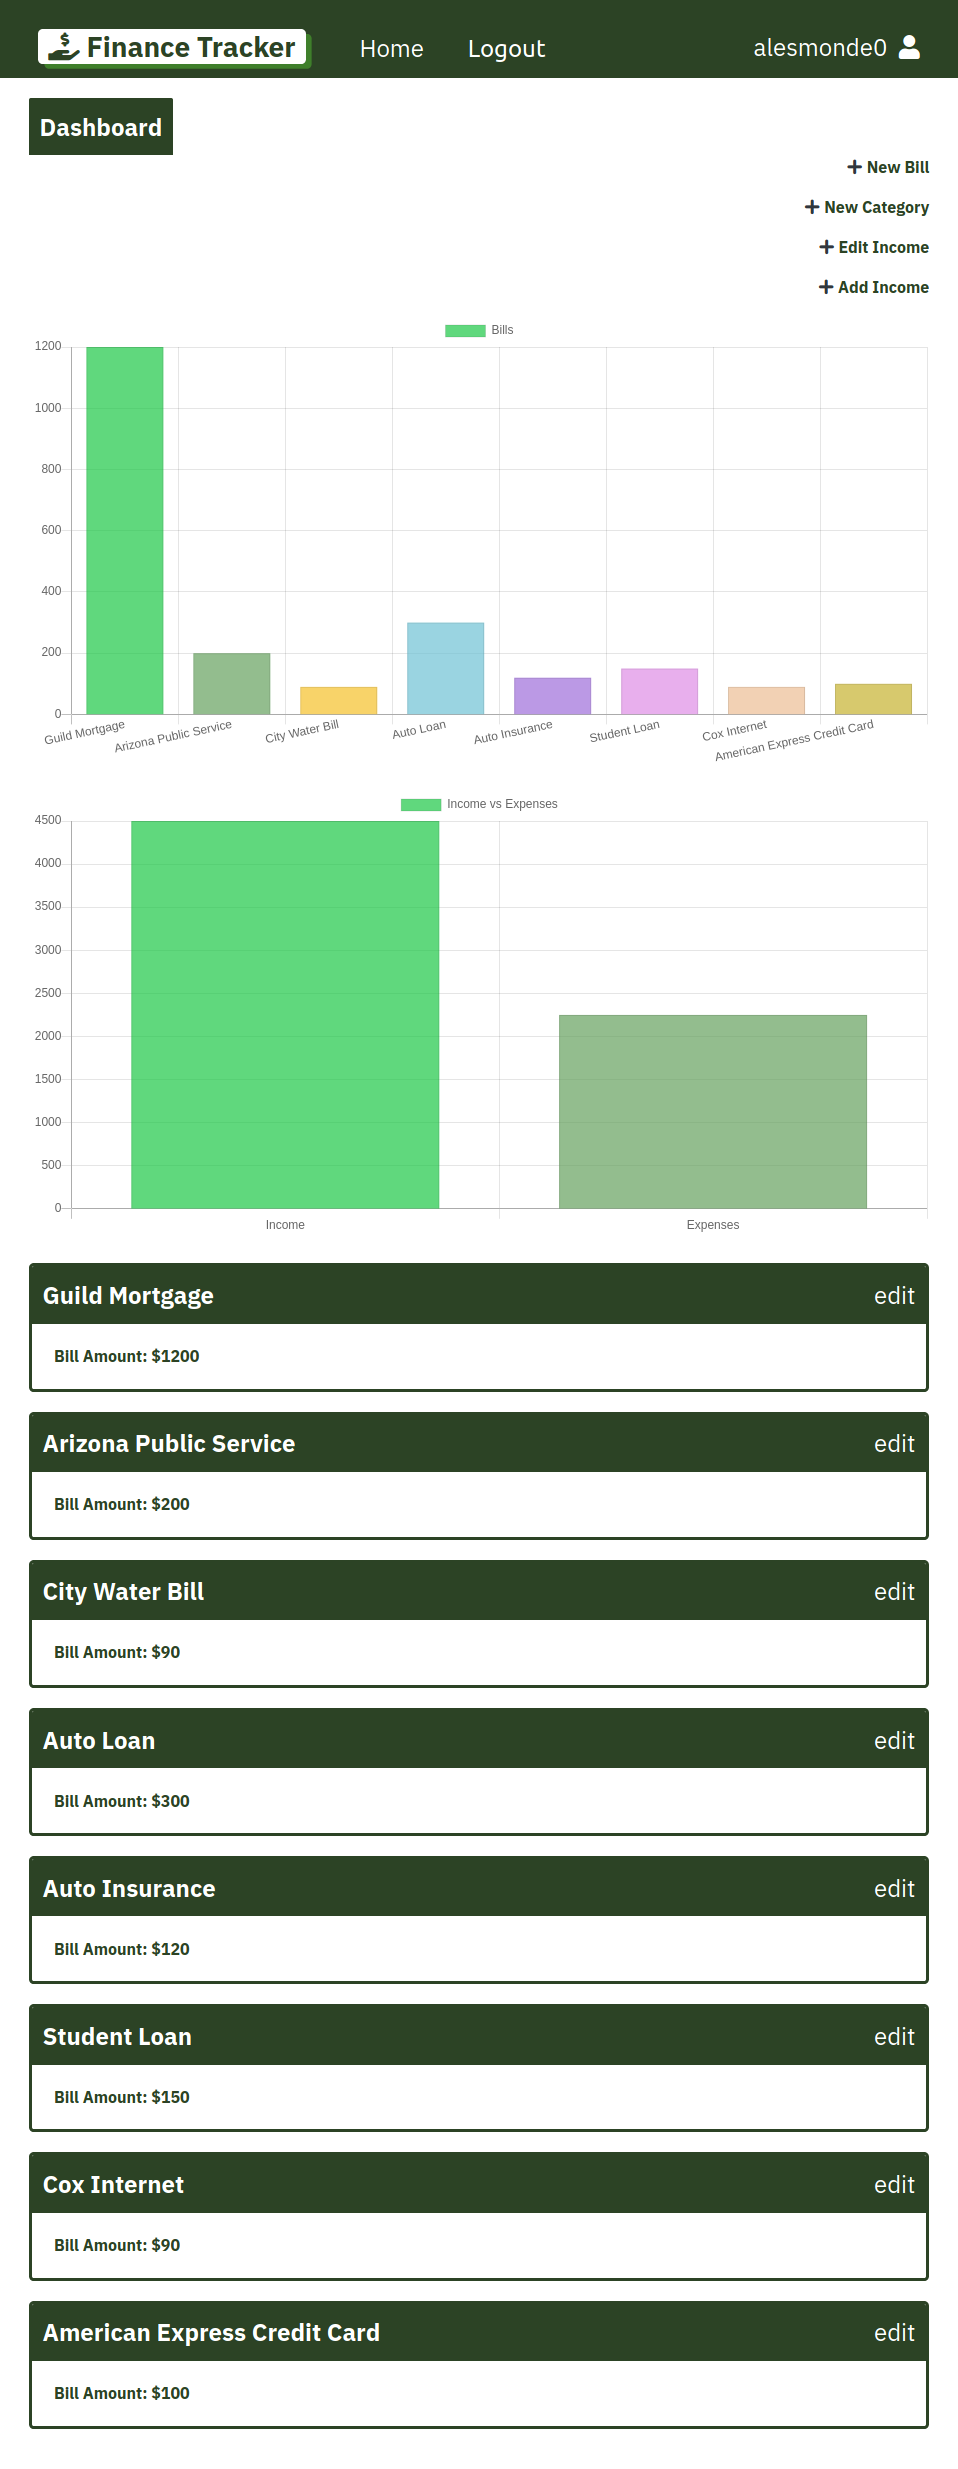 Finance Tracker Home Logout alesmonde0
Dashboard
New Bill
New Category
Edit Income
Add Income
Bills
1200
1000
800
600
400
200
0
Guild Mortgage Arizona Public Service City Water Bill Auto Loan Auto Insurance Student Loan Cox Internet American Express Credit Card
Income vs Expenses
4500
4000
3500
3000
2500
2000
1500
1000
500
0
Income Expenses
Guild Mortgage edit
Bill Amount: $1200
Arizona Public Service edit
Bill Amount: $200
City Water Bill edit
Bill Amount: $90
Auto Loan edit
Bill Amount: $300
Auto Insurance edit
Bill Amount: $120
Student Loan edit
Bill Amount: $150
Cox Internet edit
Bill Amount: $90
American Express Credit Card edit
Bill Amount: $100